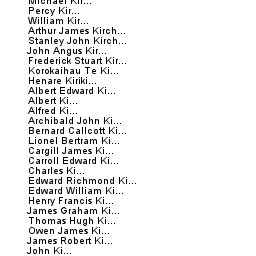 Michael Kir...
Percy Kir...
William Kir...
Arthur James Kirch...
Stanley John Kirch...
John Angus Kir...
Frederick Stuart Kir...
Korokaihau Te Ki...
Henare Kiriki...
Albert Edward Ki...
Albert Ki...
Alfred Ki...
Archibald John Ki...
Bernard Callcott Ki...
Lionel Bertram Ki...
Cargill James Ki...
Carroll Edward Ki...
Charles Ki...
Edward Richmond Ki...
Edward William Ki...
Henry Francis Ki...
James Graham Ki...
Thomas Hugh Ki...
Owen James Ki...
James Robert Ki...
John Ki...